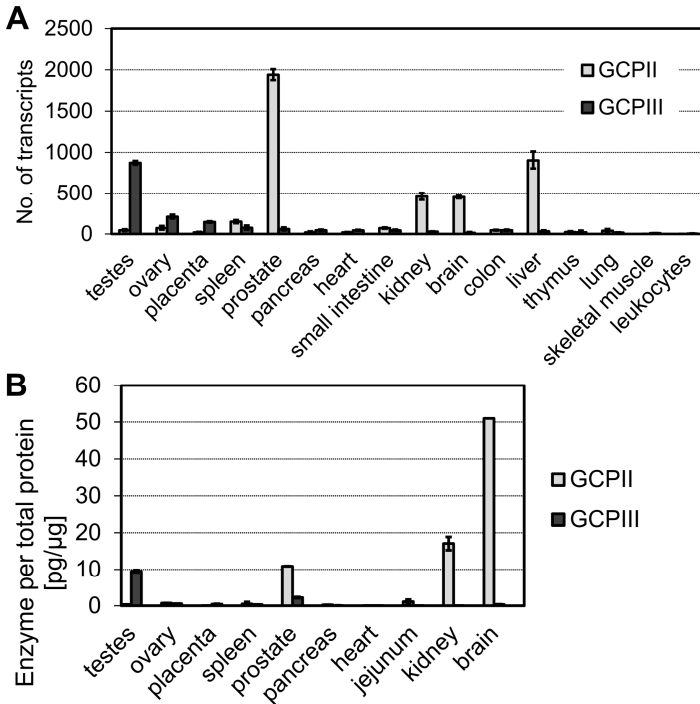 A
No. of transcripts
2500
2000
1500
1000
500
0
GCPII
GCPIII
testes
ovary
placenta
spleen
prostate
pancreas
heart
small intestine
kidney
brain
colon
liver
thymus
lung
skeletal muscle
leukocytes
B
Enzyme per total protein
[pg/µg]
60
50
40
30
20
10
0
GCPII
GCPIII
testes
ovary
placenta
spleen
prostate
pancreas
heart
jejunum
kidney
brain